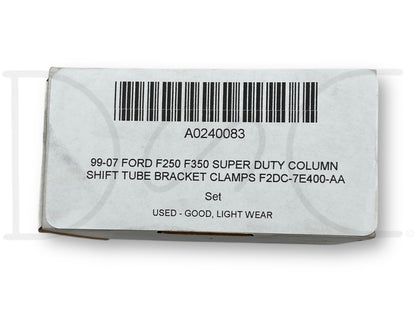 A0240083
99-07 FORD F250 F350 SUPER DUTY COLUMN
SHIFT TUBE BRACKET CLAMPS F2DC-7E400-AA
Set
USED - GOOD, LIGHT WEAR